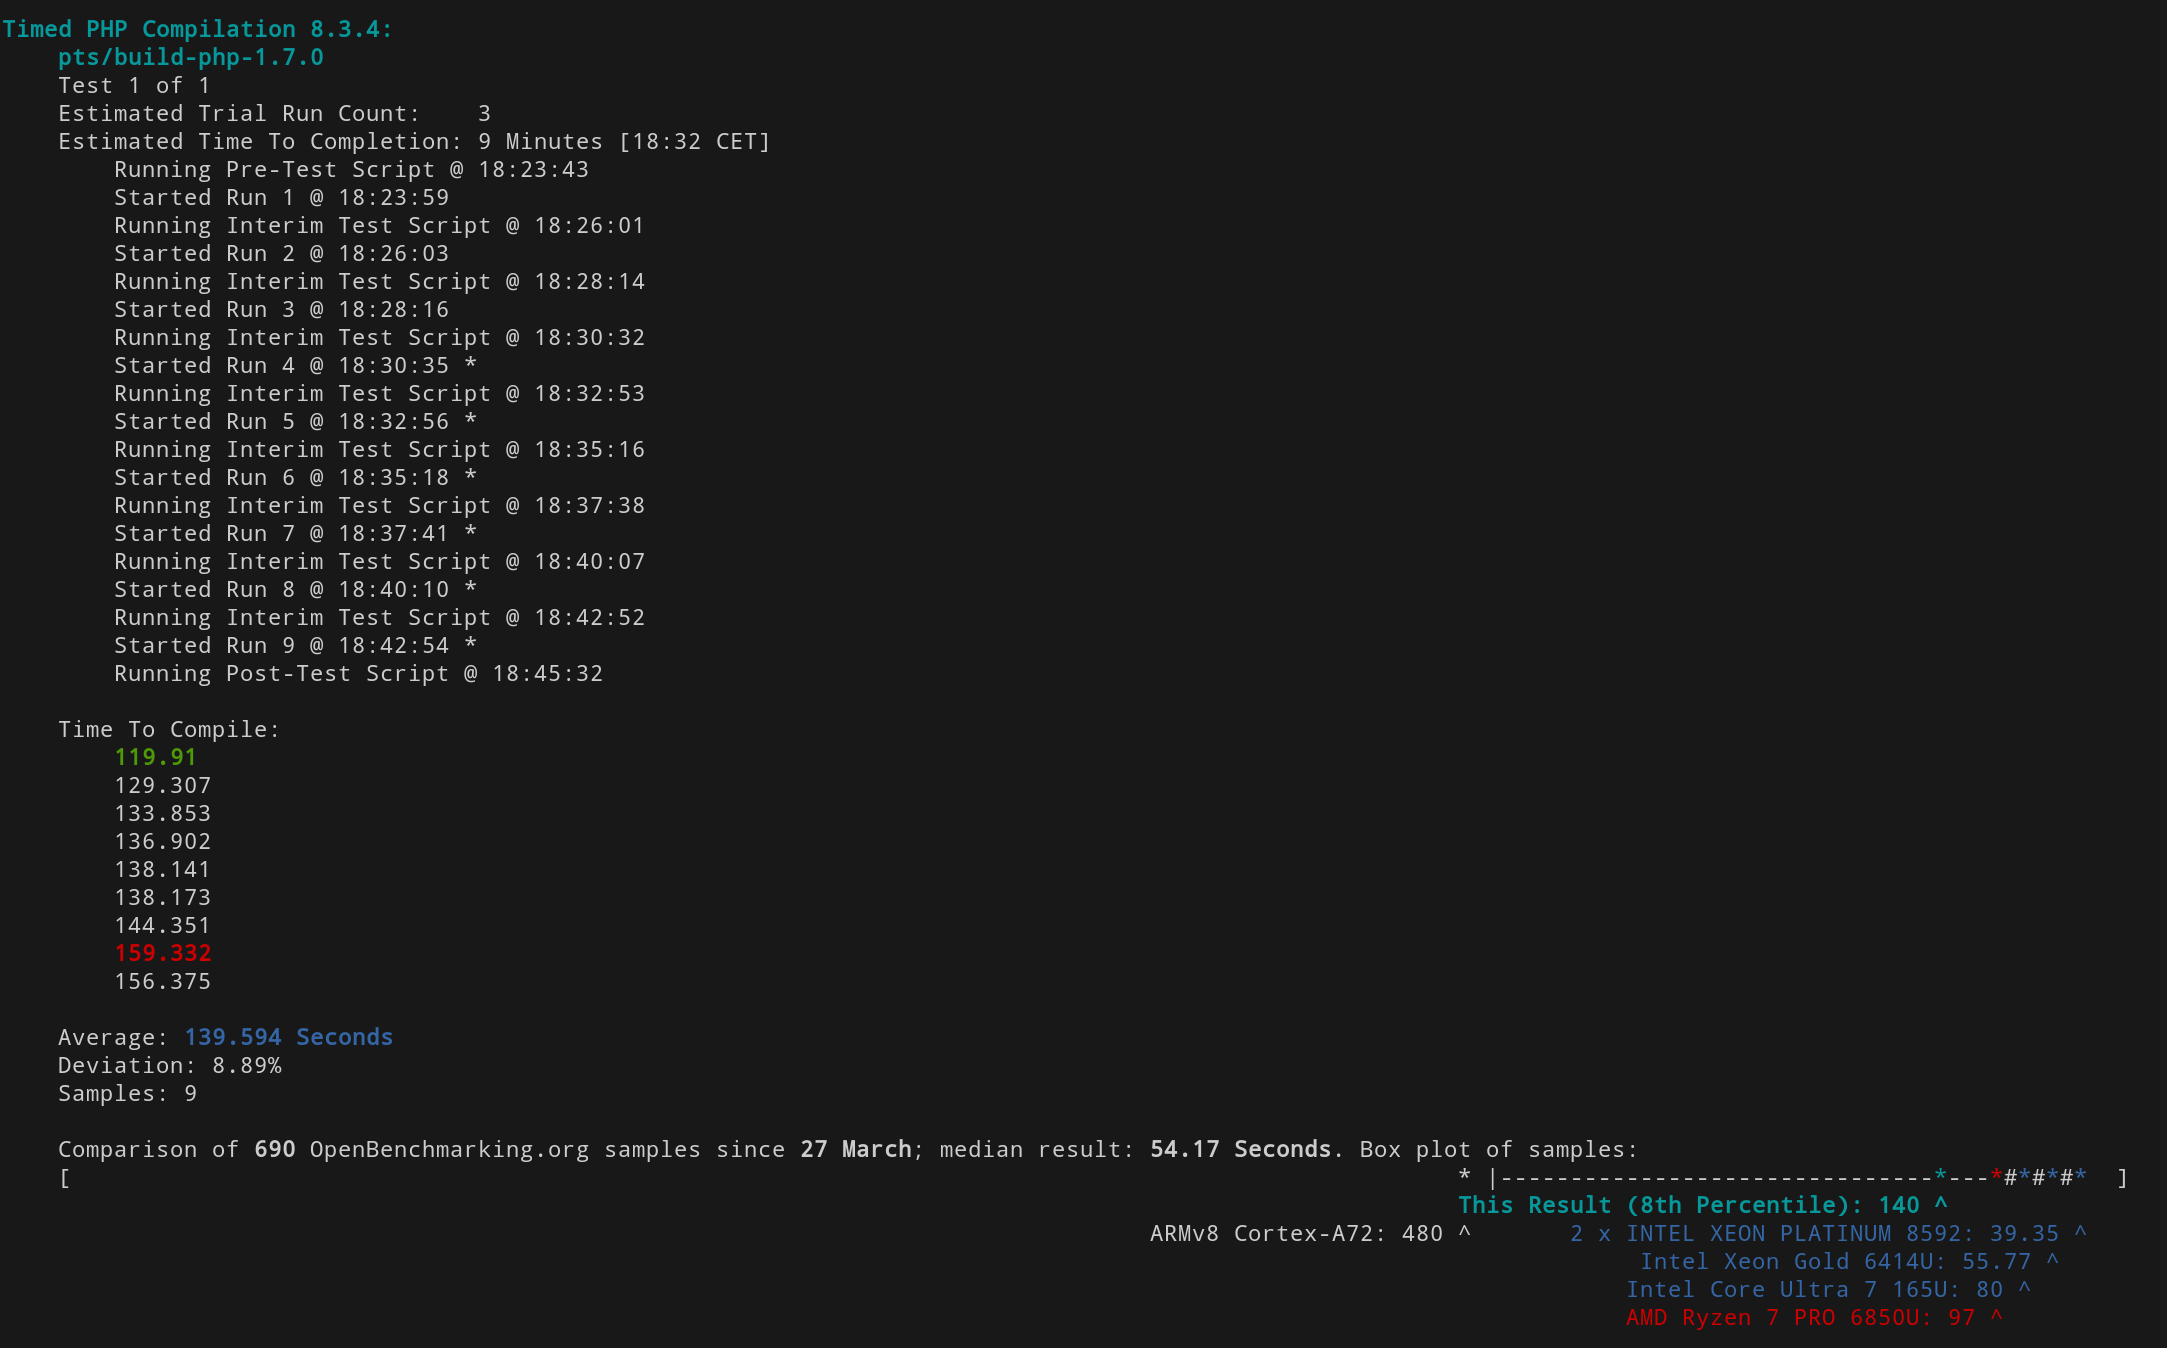 Timed PHP Compilation 8.3.4:
    pts/build-php-1.7.0
    Test 1 of 1
    Estimated Trial Run Count:    3
    Estimated Time To Completion: 9 Minutes [18:32 CET]
        Running Pre-Test Script @ 18:23:43
        Started Run 1 @ 18:23:59
        Running Interim Test Script @ 18:26:01
        Started Run 2 @ 18:26:03
        Running Interim Test Script @ 18:28:14
        Started Run 3 @ 18:28:16
        Running Interim Test Script @ 18:30:32
        Started Run 4 @ 18:30:35 *
        Running Interim Test Script @ 18:32:53
        Started Run 5 @ 18:32:56 *
        Running Interim Test Script @ 18:35:16
        Started Run 6 @ 18:35:18 *
        Running Interim Test Script @ 18:37:38
        Started Run 7 @ 18:37:41 *
        Running Interim Test Script @ 18:40:07
        Started Run 8 @ 18:40:10 *
        Running Interim Test Script @ 18:42:52
        Started Run 9 @ 18:42:54 *
        Running Post-Test Script @ 18:45:32

    Time To Compile:
        119.91
        129.307
        133.853
        136.902
        138.141
        138.173
        144.351
        159.332
        156.375

    Average: 139.594 Seconds
    Deviation: 8.89%
    Samples: 9

    Comparison of 690 OpenBenchmarking.org samples since 27 March; median result: 54.17 Seconds. Box plot of samples:
    [                                                                                                   * |-------------------------------*---*#*#*#*  ]
                                                                                                        This Result (8th Percentile): 140 ^
                                                                                  ARMv8 Cortex-A72: 480 ^       2 x INTEL XEON PLATINUM 8592: 39.35 ^
                                                                                                                     Intel Xeon Gold 6414U: 55.77 ^
                                                                                                                    Intel Core Ultra 7 165U: 80 ^
                                                                                                                    AMD Ryzen 7 PRO 6850U: 97 ^